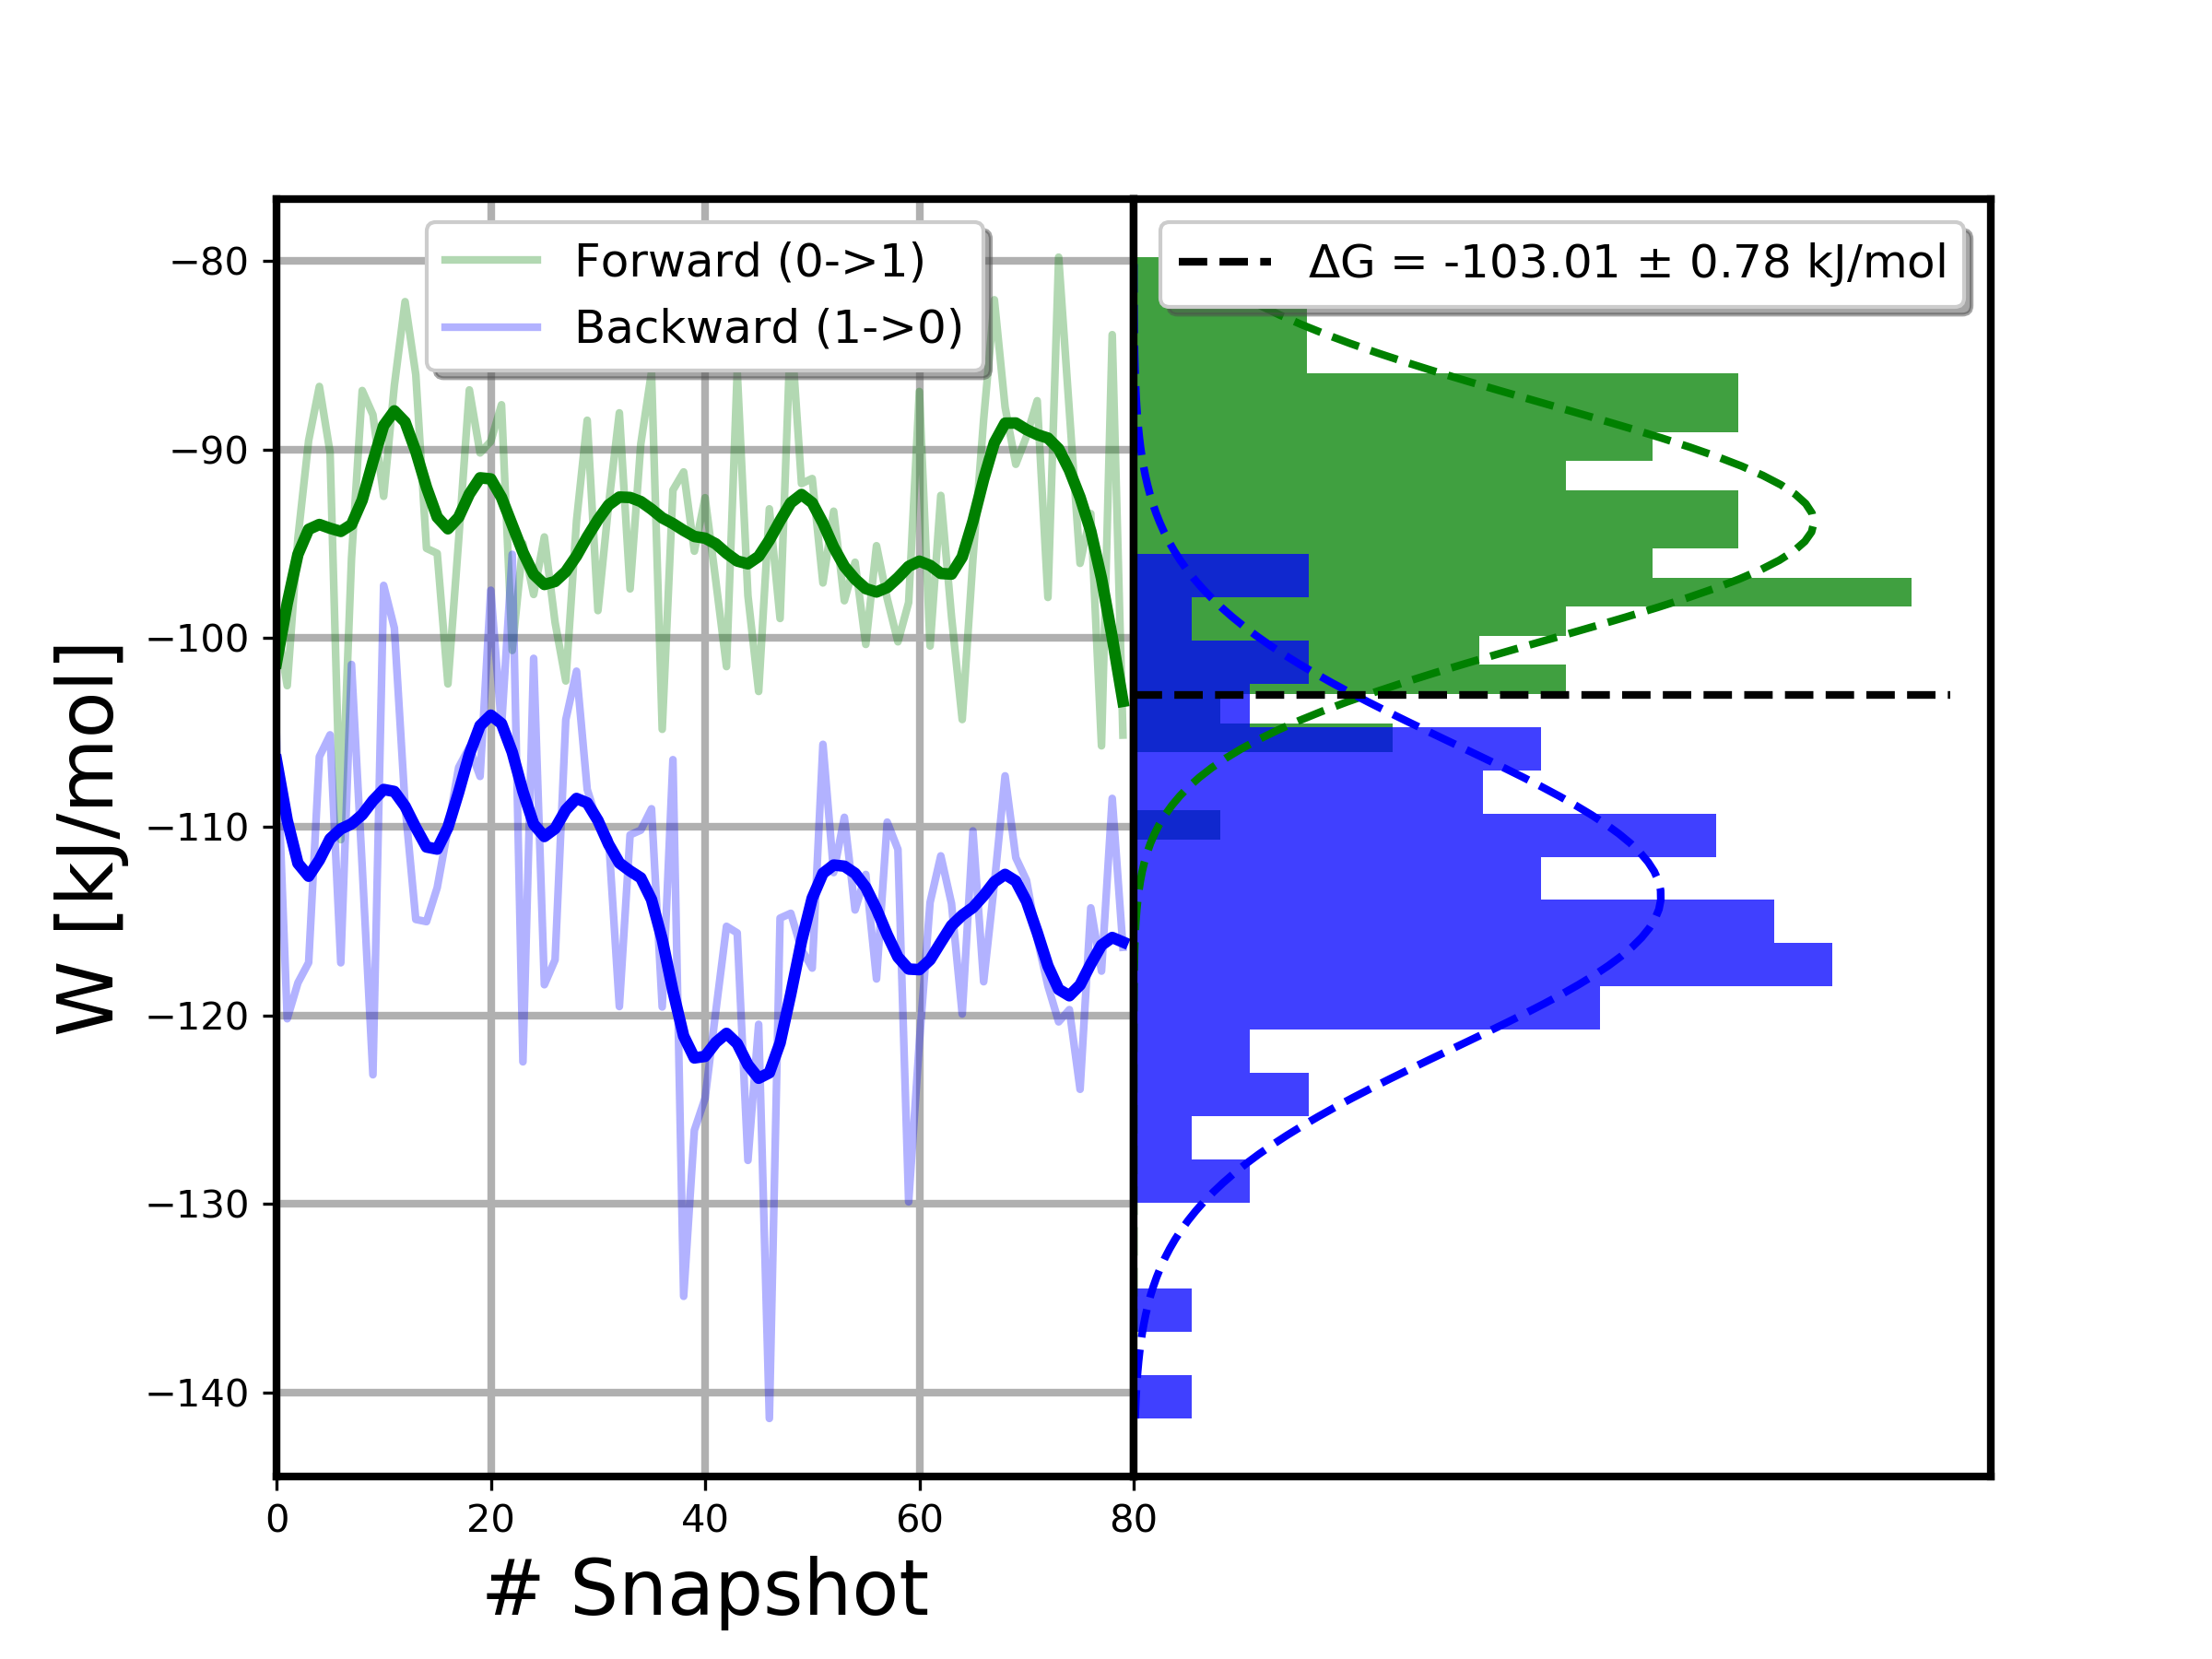 Forward (0->1)
Backward (1->0)
ΔG = -103.01 ± 0.78 kJ/mol
W [kJ/mol]
−80
−90
−100
−110
−120
−130
−140
0 20 40 60 80
# Snapshot